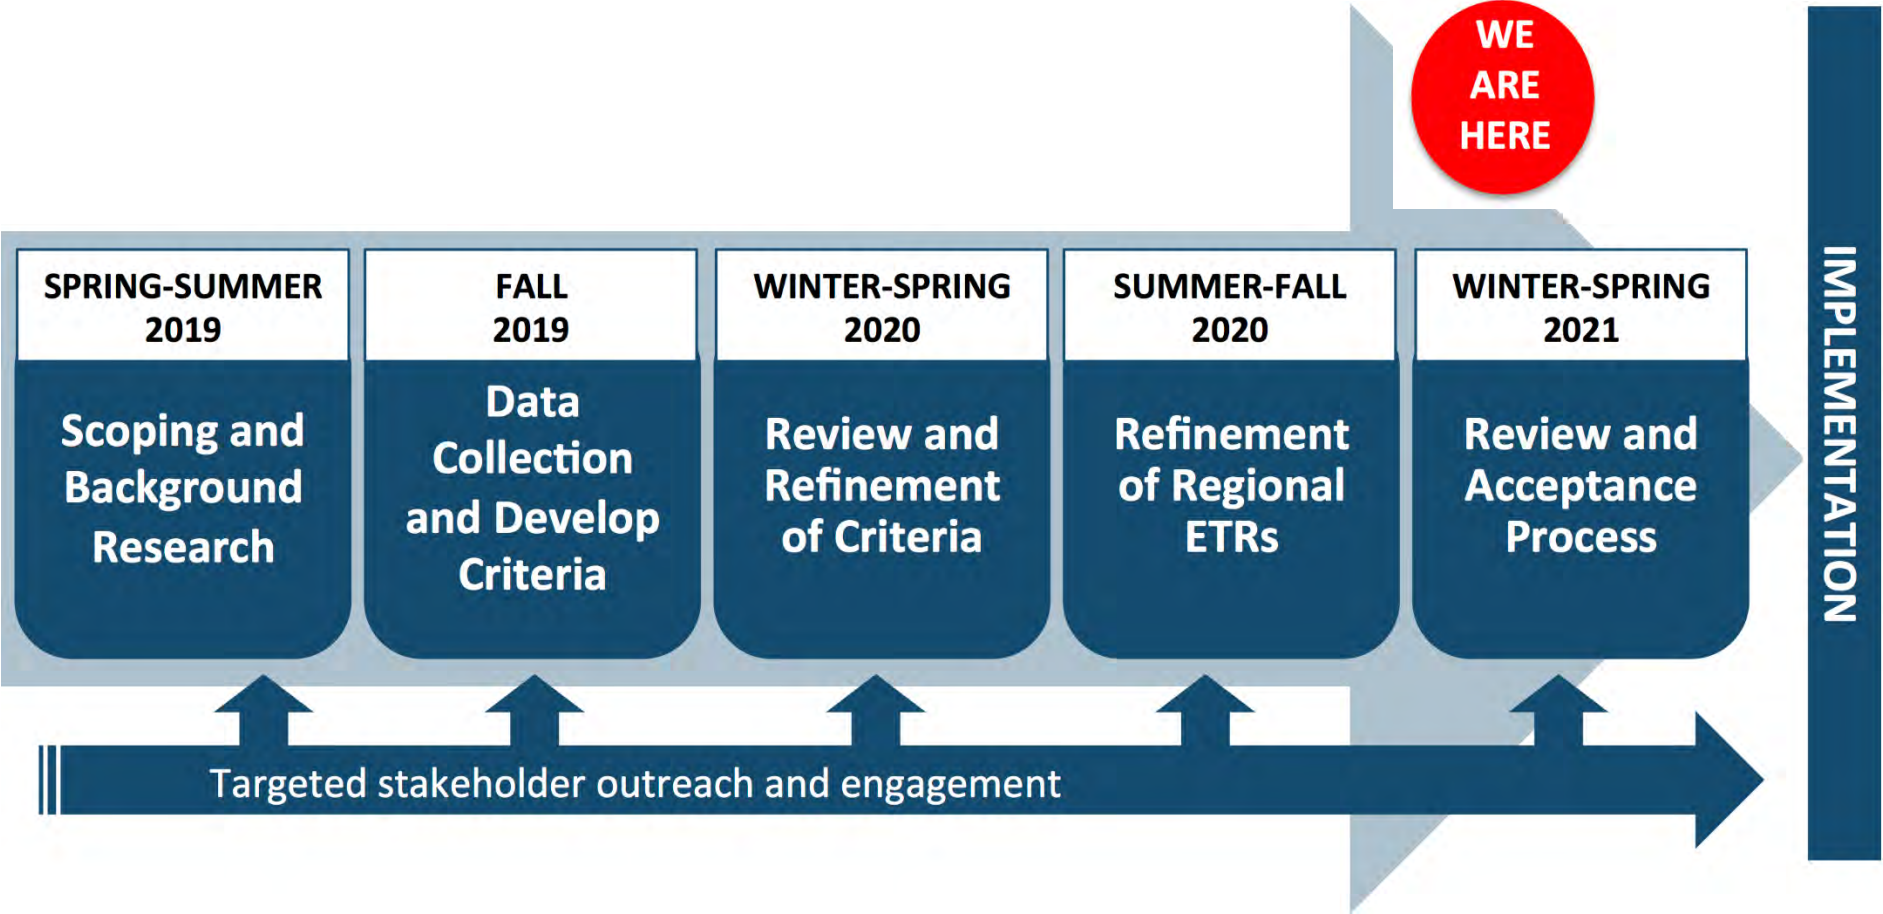 WE
ARE
HERE
SPRING-SUMMER
2019
Scoping and
Background
Research
FALL
2019
Data
Collection
and Develop
Criteria
WINTER-SPRING
2020
Review and
Refinement
of Criteria
SUMMER-FALL
2020
Refinement
of Regional
ETRs
WINTER-SPRING
2021
Review and
Acceptance
Process
IMPLEMENTATION
Targeted stakeholder outreach and engagement